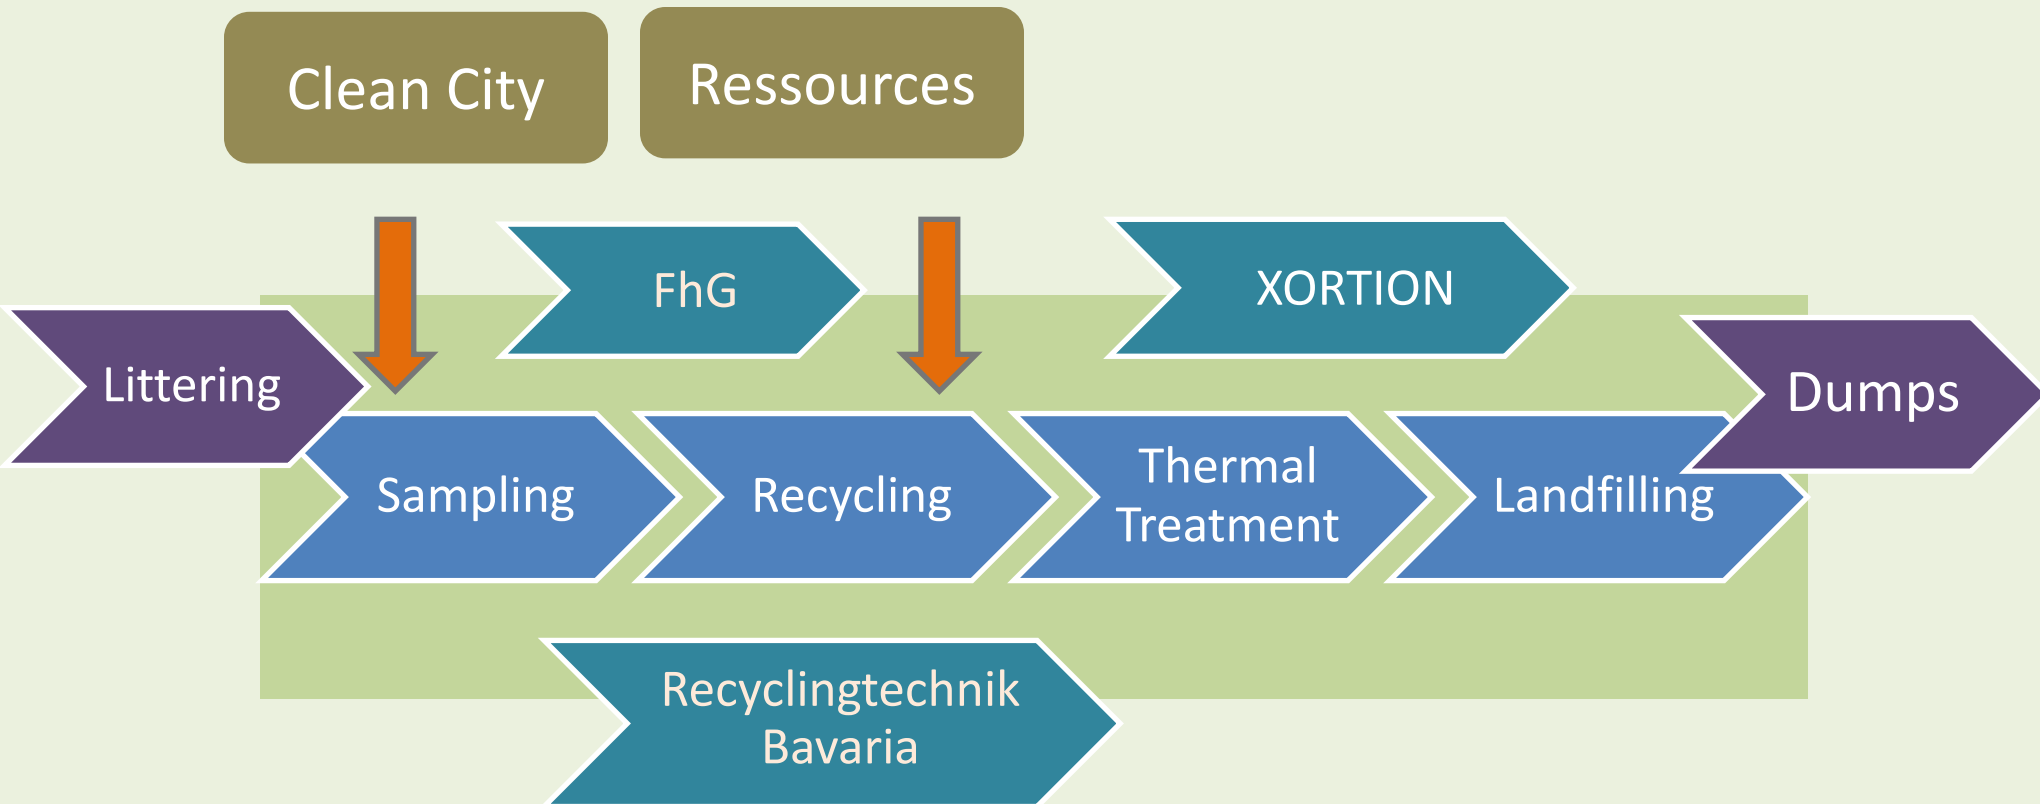 Clean City
Ressources
FhG
XORTION
Littering
Dumps
Sampling
Recycling
Thermal
Treatment
Landfilling
Recyclingtechnik
Bavaria